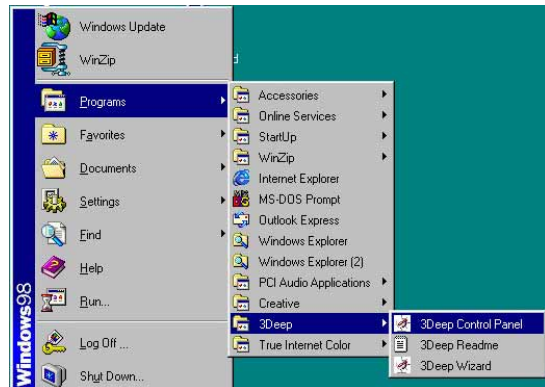 Windows Update
WinZip
Programs
Favorites
Documents
Settings
Find
Help
Run...
Log Off ...
Shut Down...
Windows98
Accessories
Online Services
StartUp
WinZip
Internet Explorer
MS-DOS Prompt
Outlook Express
Windows Explorer
Windows Explorer (2)
PCI Audio Applications
Creative
3Deep
True Internet Color
3Deep Control Panel
3Deep Readme
3Deep Wizard